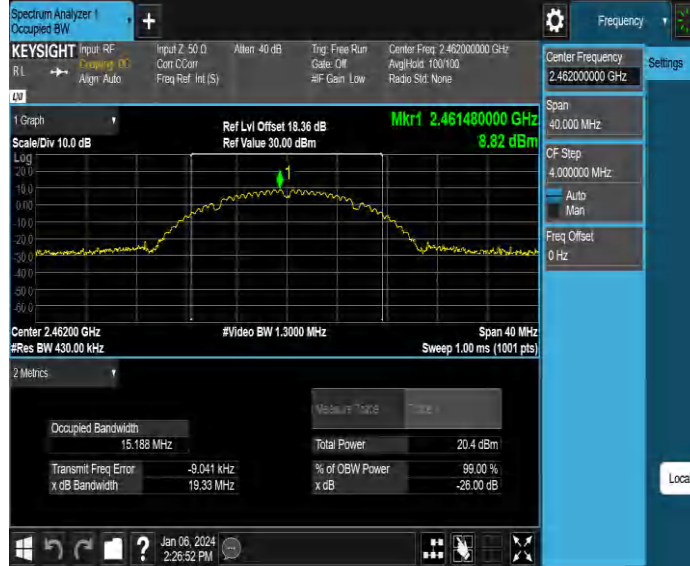 Spectrum Analyzer 1
Occupied BW
Frequency
KEYSIGHT
Input: RF
Coupling: DC
Align: Auto
Input Z: 50 Ω
Corr CCorr
Freq Ref: Int (S)
Atten: 40 dB
Trig: Free Run
Gate: Off
#IF Gain: Low
Center Freq: 2.462000000 GHz
Avg|Hold: 100/100
Radio Std: None
R L
LXI
Center Frequency
2.462000000 GHz
Settings
Span
40.000 MHz
CF Step
4.000000 MHz
Auto
Man
Freq Offset
0 Hz
1 Graph
Scale/Div 10.0 dB
Ref Lvl Offset 18.36 dB
Ref Value 30.00 dBm
Mkr1 2.461480000 GHz
8.82 dBm
Log
20.0
10.0
0.00
-10.0
-20.0
-30.0
-40.0
-50.0
-60.0
1
Center 2.46200 GHz
#Res BW 430.00 kHz
#Video BW 1.3000 MHz
Span 40 MHz
Sweep 1.00 ms (1001 pts)
2 Metrics
Measure Trace
Trace 1
Occupied Bandwidth
15.188 MHz
Total Power
20.4 dBm
Transmit Freq Error
-9.041 kHz
% of OBW Power
99.00 %
x dB Bandwidth
19.33 MHz
x dB
-26.00 dB
Loca
Jan 06, 2024
2:26:52 PM